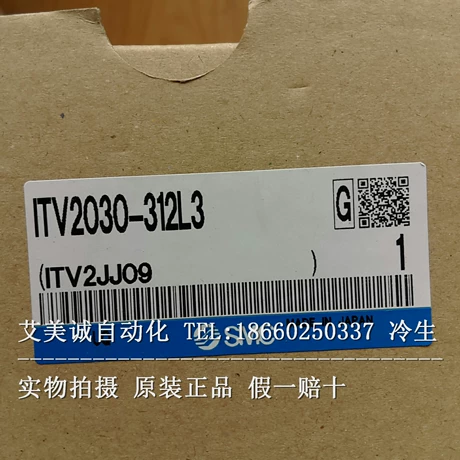 ITV2030-312L3
G
(ITV2JJ09 )
1
MADE IN JAPAN
SMC
艾美诚自动化 TEL:18660250337 冷生
实物拍摄 原装正品 假一赔十